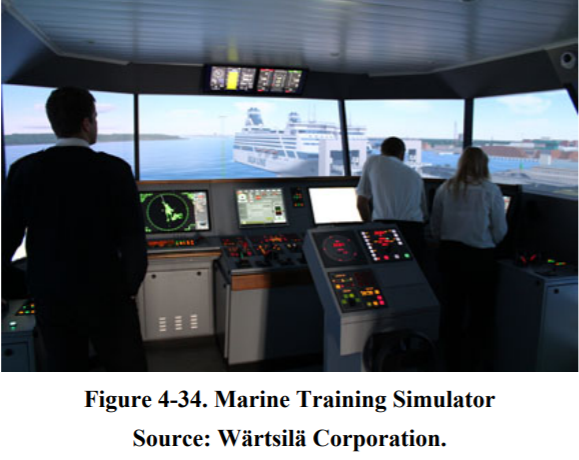 Figure 4-34. Marine Training Simulator
Source: Wärtsilä Corporation.